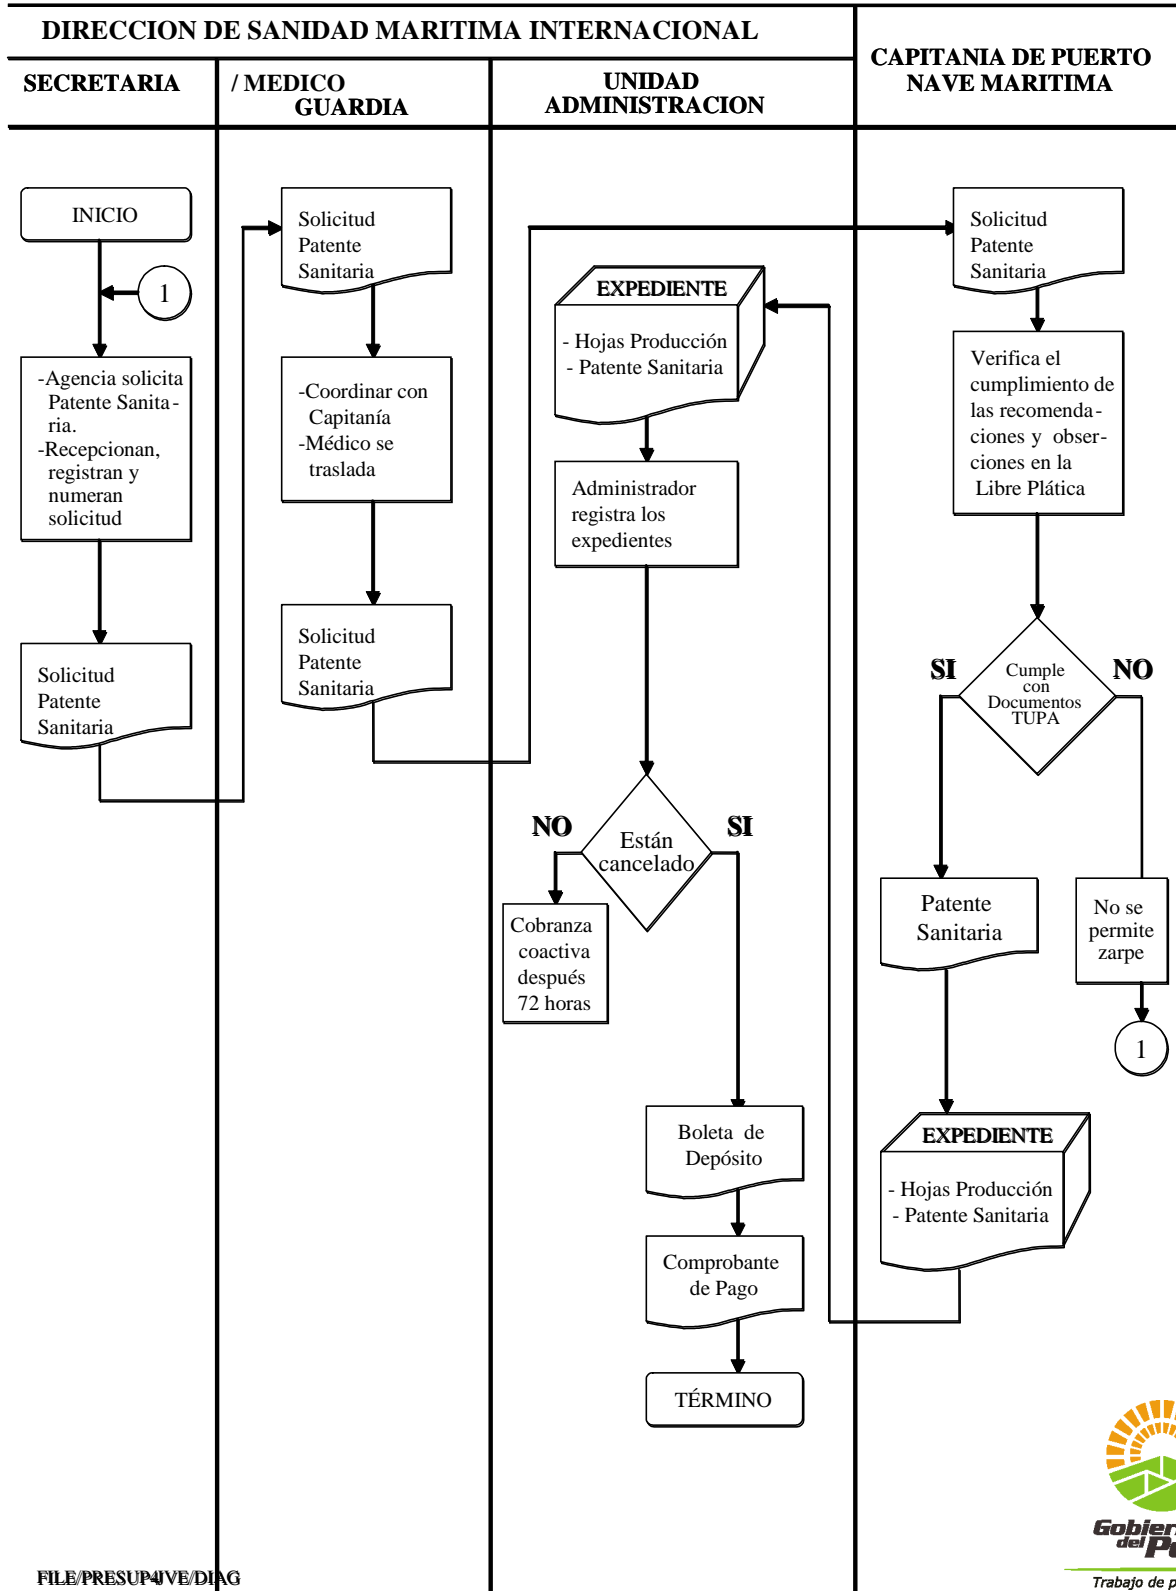 DIRECCION DE SANIDAD MARITIMA INTERNACIONAL
CAPITANIA DE PUERTO
NAVE MARITIMA
SECRETARIA
/ MEDICO
GUARDIA
UNIDAD
ADMINISTRACION
INICIO
1
-Agencia solicita
Patente Sanita-
ria.
-Recepcionan,
registran y
numeran
solicitud
Solicitud
Patente
Sanitaria
Solicitud
Patente
Sanitaria
-Coordinar con
Capitanía
-Médico se
traslada
Solicitud
Patente
Sanitaria
EXPEDIENTE
- Hojas Producción
- Patente Sanitaria
Administrador
registra los
expedientes
NO
SI
Están
cancelado
Cobranza
coactiva
después
72 horas
Boleta de
Depósito
Comprobante
de Pago
TÉRMINO
Solicitud
Patente
Sanitaria
Verifica el
cumplimiento de
las recomenda-
ciones y obser-
ciones en la
Libre Plática
SI
NO
Cumple
con
Documentos
TUPA
Patente
Sanitaria
No se
permite
zarpe
1
EXPEDIENTE
- Hojas Producción
- Patente Sanitaria
del
Trabajo de
FILE/PRESUP4/JVE/DIAG